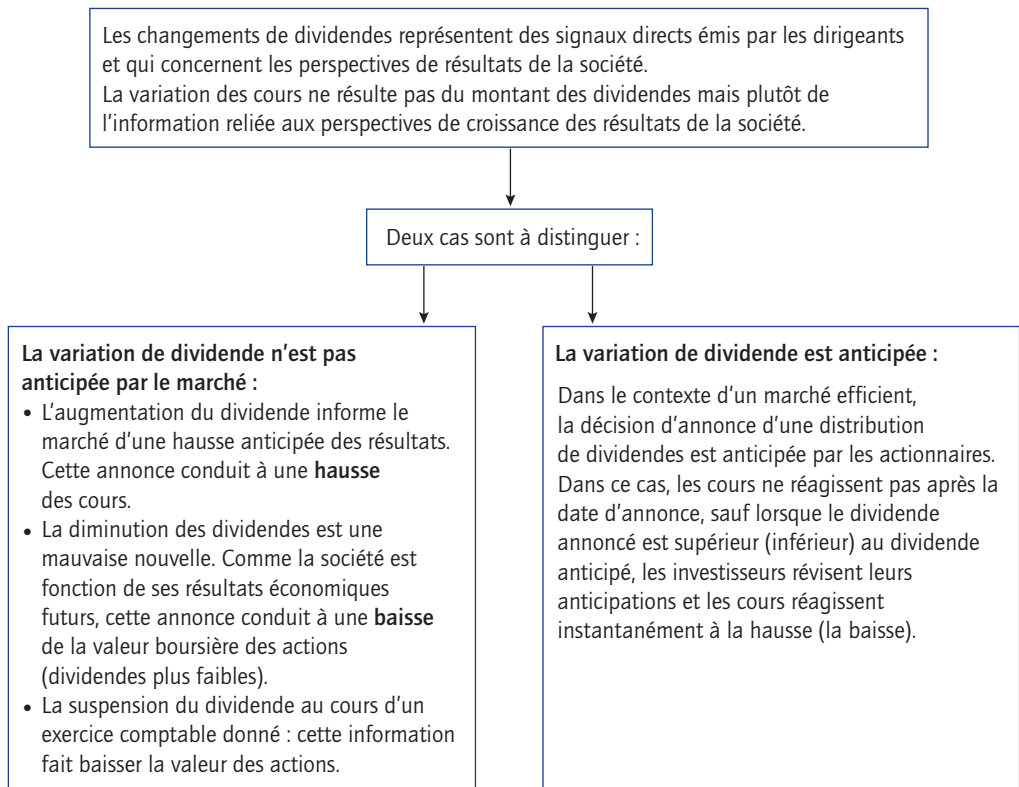 Les changements de dividendes représentent des signaux directs émis par les dirigeants
et qui concernent les perspectives de résultats de la société.
La variation des cours ne résulte pas du montant des dividendes mais plutôt de
l'information reliée aux perspectives de croissance des résultats de la société.
Deux cas sont à distinguer :
La variation de dividende n'est pas
anticipée par le marché :
• L'augmentation du dividende informe le
marché d'une hausse anticipée des résultats.
Cette annonce conduit à une hausse
des cours.
• La diminution des dividendes est une
mauvaise nouvelle. Comme la société est
fonction de ses résultats économiques
futurs, cette annonce conduit à une baisse
de la valeur boursière des actions
(dividendes plus faibles).
• La suspension du dividende au cours d'un
exercice comptable donné : cette information
fait baisser la valeur des actions.
La variation de dividende est anticipée :
Dans le contexte d'un marché efficient,
la décision d'annonce d'une distribution
de dividendes est anticipée par les actionnaires.
Dans ce cas, les cours ne réagissent pas après la
date d'annonce, sauf lorsque le dividende
annoncé est supérieur (inférieur) au dividende
anticipé, les investisseurs révisent leurs
anticipations et les cours réagissent
instantanément à la hausse (la baisse).